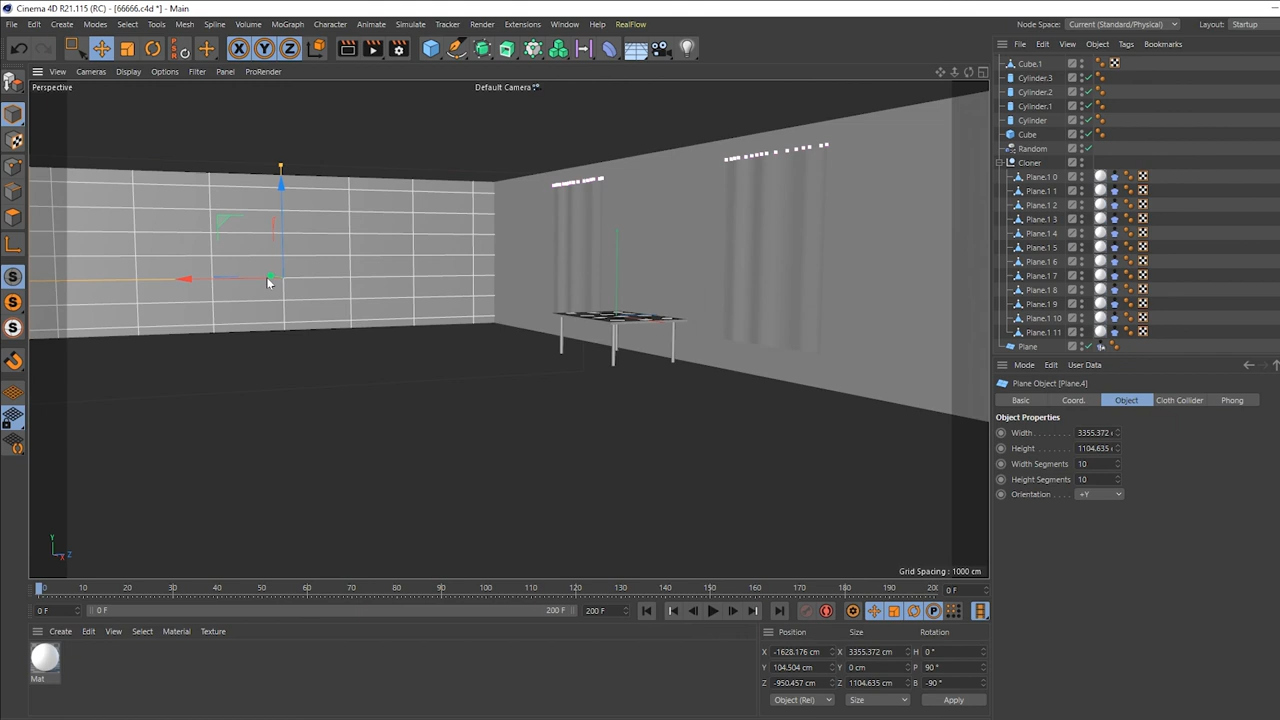 Cinema 4D R21.115 (RC) - [66666.c4d *] - Main
File Edit Create Modes Select Tools Mesh Spline Volume MoGraph Character Animate Simulate Tracker Render Extensions Window Help RealFlow Node Space: Current (Standard/Physical) Layout: Startup
X Y Z
PSR
File Edit View Object Tags Bookmarks
View Cameras Display Options Filter Panel ProRender
Perspective Default Camera
Cube.1
Cylinder.3
Cylinder.2
Cylinder.1
Cylinder
Cube
Random
Cloner
Plane.1 0
Plane.1 1
Plane.1 2
Plane.1 3
Plane.1 4
Plane.1 5
Plane.1 6
Plane.1 7
Plane.1 8
Plane.1 9
Plane.1 10
Plane.1 11
Plane
S
S
S
Mode Edit User Data
Plane Object [Plane.4]
Basic Coord. Object Cloth Collider Phong
Object Properties
Width 3355.372
Height 1104.635
Width Segments 10
Height Segments 10
Orientation +Y
Y
X Z
Grid Spacing : 1000 cm
0 10 20 30 40 50 60 70 80 90 100 110 120 130 140 150 160 170 180 190 200 0 F
0 F 0 F 200 F 200 F
P
Create Edit View Select Material Texture
Mat
Position Size Rotation
X -1628.176 cm X 3355.372 cm H 0 °
Y 104.504 cm Y 0 cm P 90 °
Z -950.457 cm Z 1104.635 cm B -90 °
Object (Rel) Size Apply